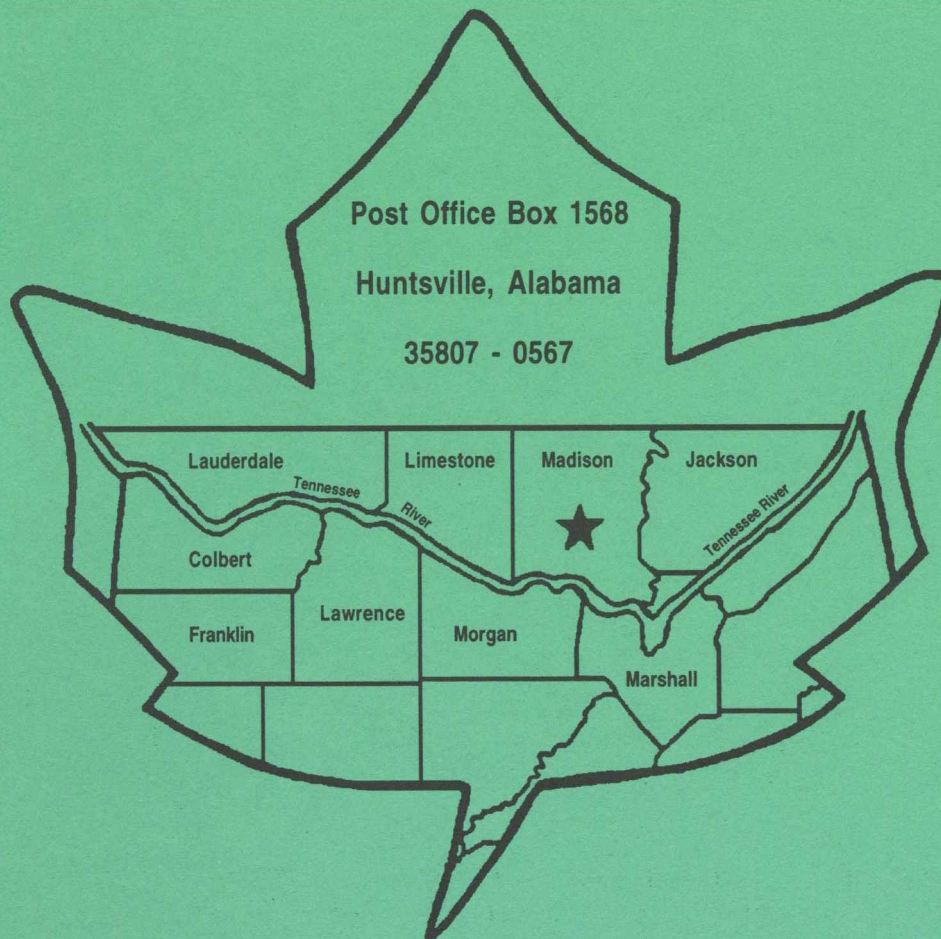 Post Office Box 1568
Huntsville, Alabama
35807 - 0567
Lauderdale
Limestone
Madison
Jackson
Tennessee
River
Tennessee River
Colbert
Lawrence
Franklin
Morgan
Marshall